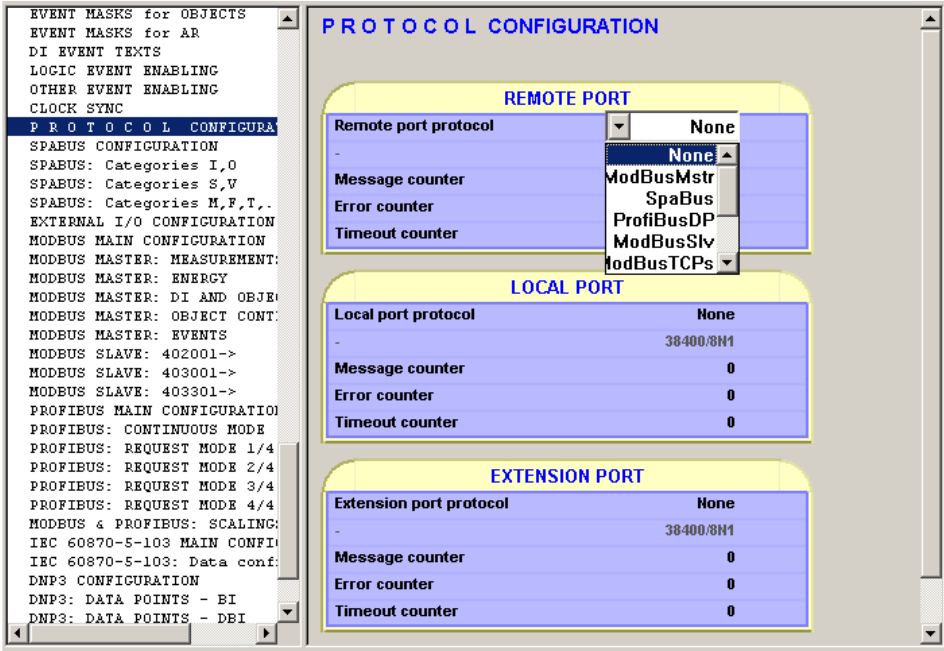 EVENT MASKS for OBJECTS
EVENT MASKS for AR
DI EVENT TEXTS
LOGIC EVENT ENABLING
OTHER EVENT ENABLING
CLOCK SYNC
P R O T O C O L CONFIGURA
SPABUS CONFIGURATION
SPABUS: Categories I,O
SPABUS: Categories S,V
SPABUS: Categories M,F,T,.
EXTERNAL I/O CONFIGURATION
MODBUS MAIN CONFIGURATION
MODBUS MASTER: MEASUREMENT
MODBUS MASTER: ENERGY
MODBUS MASTER: DI AND OBJE
MODBUS MASTER: OBJECT CONT
MODBUS MASTER: EVENTS
MODBUS SLAVE: 402001->
MODBUS SLAVE: 403001->
MODBUS SLAVE: 403301->
PROFIBUS MAIN CONFIGURATIO
PROFIBUS: CONTINUOUS MODE
PROFIBUS: REQUEST MODE 1/4
PROFIBUS: REQUEST MODE 2/4
PROFIBUS: REQUEST MODE 3/4
PROFIBUS: REQUEST MODE 4/4
MODBUS & PROFIBUS: SCALING
IEC 60870-5-103 MAIN CONFI
IEC 60870-5-103: Data conf
DNP3 CONFIGURATION
DNP3: DATA POINTS - BI
DNP3: DATA POINTS - DBI
P R O T O C O L CONFIGURATION
REMOTE PORT
Remote port protocol None
-
Message counter
Error counter
Timeout counter
None
ModBusMstr
SpaBus
ProfiBusDP
ModBusSlv
ModBusTCPs
LOCAL PORT
Local port protocol None
- 38400/8N1
Message counter 0
Error counter 0
Timeout counter 0
EXTENSION PORT
Extension port protocol None
- 38400/8N1
Message counter 0
Error counter 0
Timeout counter 0